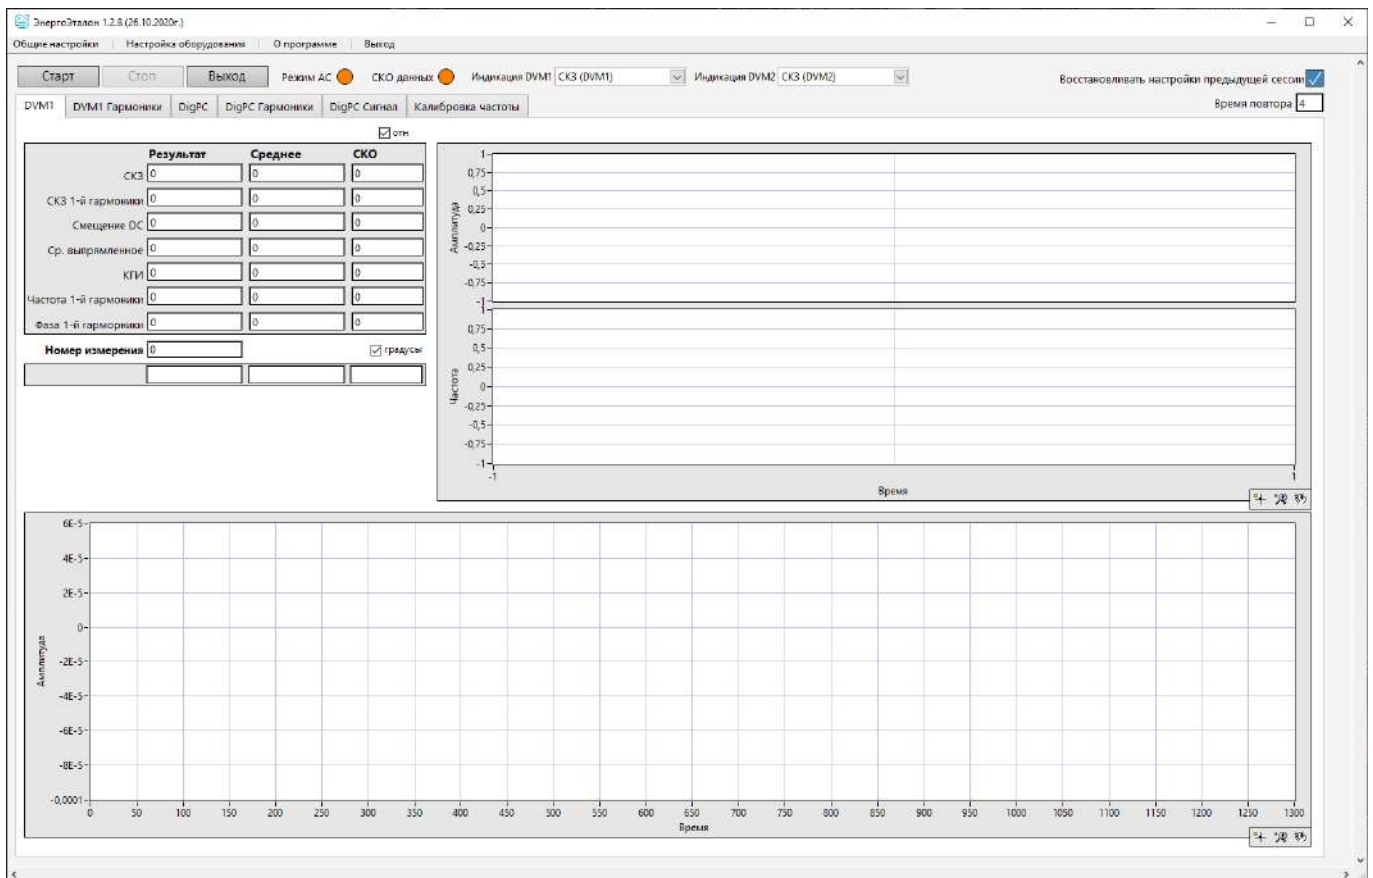 ЭнергоЭталон 1.2.8 (26.10.2020г.)
Общие настройки Настройка оборудования О программе Выход
Старт Стоп Выход Режим АС СКО данных Индикация DVM1 СКЗ (DVM1) Индикация DVM2 СКЗ (DVM2) Восстановливать настройки предыдущей сессии
DVM1 DVM1 Гармоники DigPC DigPC Гармоники DigPC Сигнал Калибровка частоты Время повтора 4
отн
Результат Среднее СКО
СКЗ 0 0 0
СКЗ 1-й гармоники 0 0 0
Смещение DC 0 0 0
Ср. выпрямленное 0 0 0
КГИ 0 0 0
Частота 1-й гармоники 0 0 0
Фаза 1-й гарморники 0 0 0
Номер измерения 0 градусы
1
0,75
0,5
0,25
0
-0,25
-0,5
-0,75
-1
Амплитуда
1
0,75
0,5
0,25
0
-0,25
-0,5
-0,75
-1
Частота
-1 1
Время
6E-5
4E-5
2E-5
0
-2E-5
-4E-5
-6E-5
-8E-5
-0,0001
Амплитуда
0 50 100 150 200 250 300 350 400 450 500 550 600 650 700 750 800 850 900 950 1000 1050 1100 1150 1200 1250 1300
Время